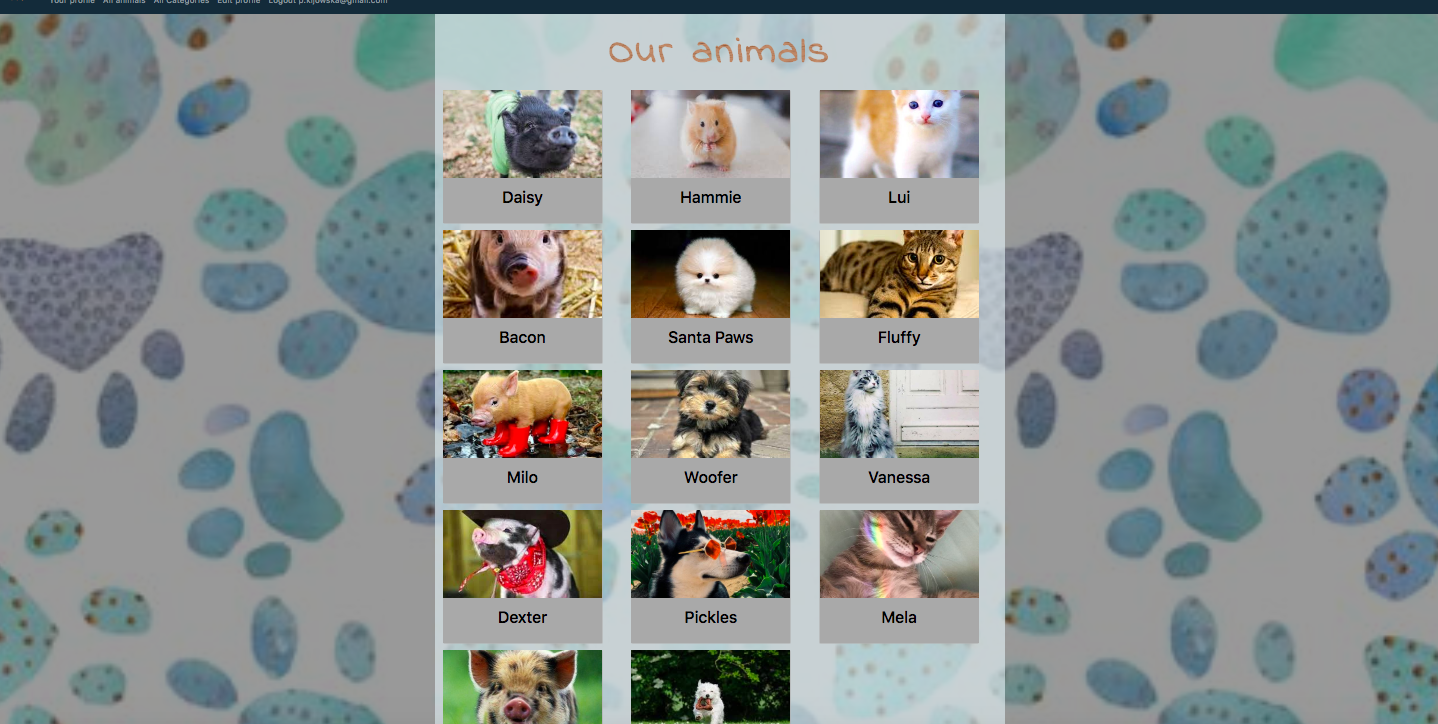 Your profile All animals All Categories Edit profile Logout p.kijowska@gmail.com
our animals
Daisy Hammie Lui
Bacon Santa Paws Fluffy
Milo Woofer Vanessa
Dexter Pickles Mela